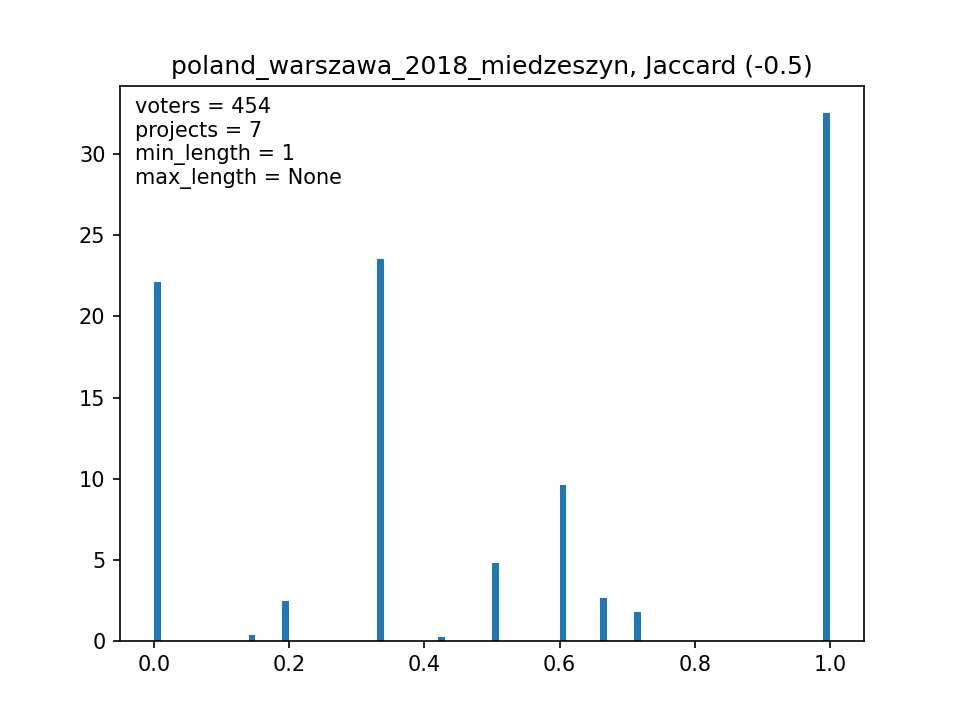 poland_warszawa_2018_miedzeszyn, Jaccard (-0.5)
voters = 454
projects = 7
min_length = 1
max_length = None
30
25
20
15
10
5
0
0.0 0.2 0.4 0.6 0.8 1.0